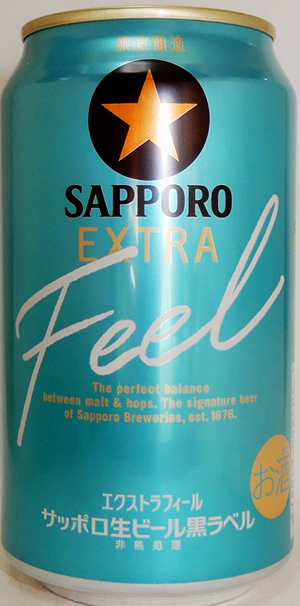 限定醸造
SAPPORO
EXTRA
Feel
The perfect balance
between malt & hops. The signature beer
of Sapporo Breweries, est. 1876.
お酒
エクストラフィール
サッポロ生ビール黒ラベル
非熱処理